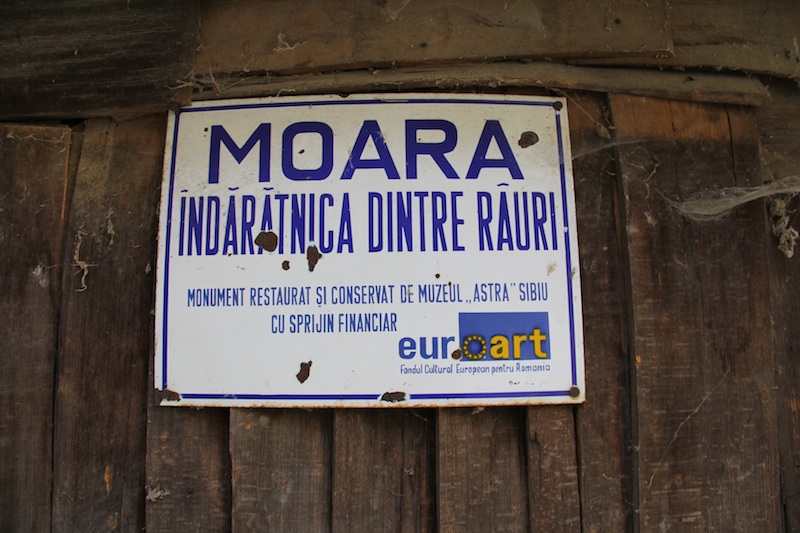 MOARA
ÎNDĂRĂTNICA DINTRE RÂURI
MONUMENT RESTAURAT ȘI CONSERVAT DE MUZEUL „ASTRA" SIBIU
CU SPRIJIN FINANCIAR
euroart
Fondul Cultural European pentru Romania